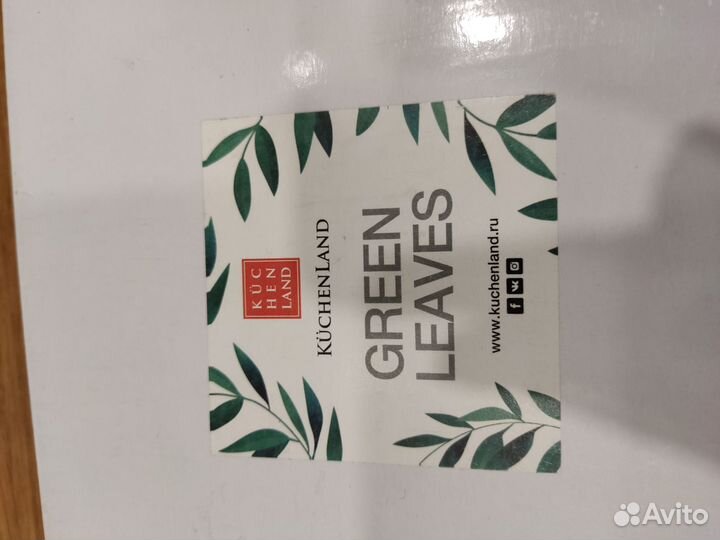 KÜC
HEN
LAND
KÜCHENLAND
GREEN
LEAVES
www.kuchenland.ru
Avito